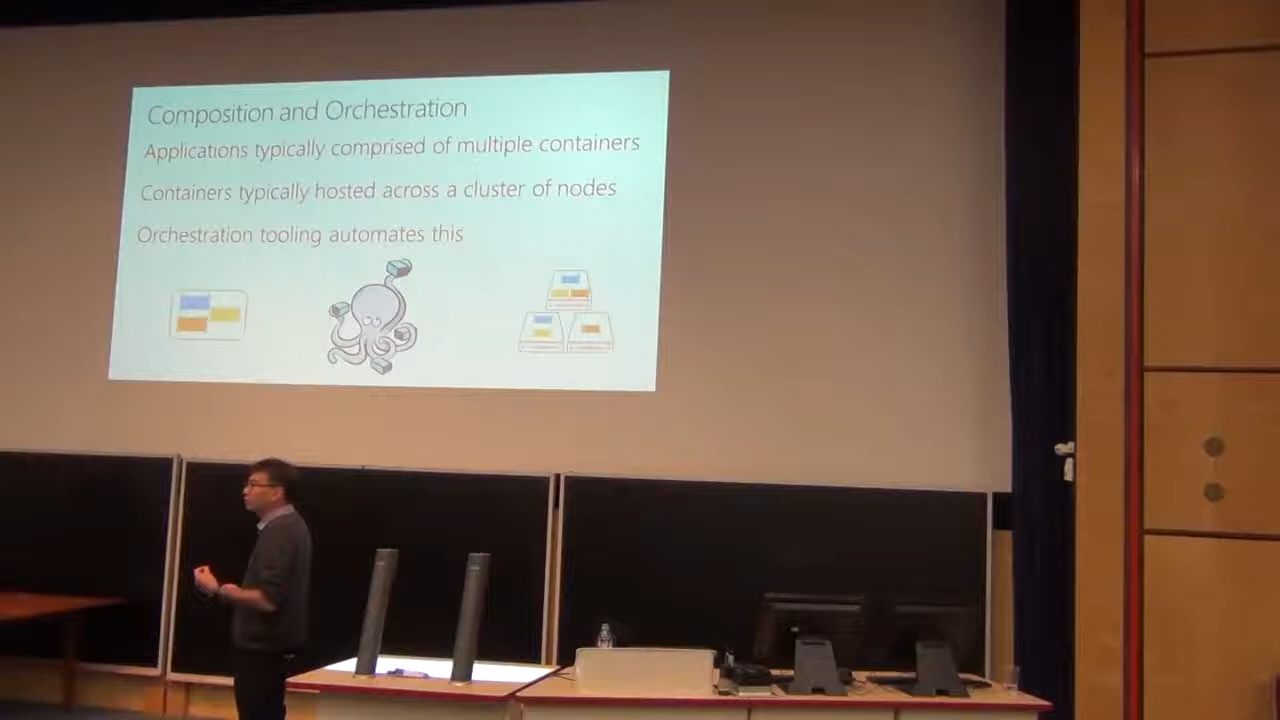 Composition and Orchestration
Applications typically comprised of multiple containers
Containers typically hosted across a cluster of nodes
Orchestration tooling automates this